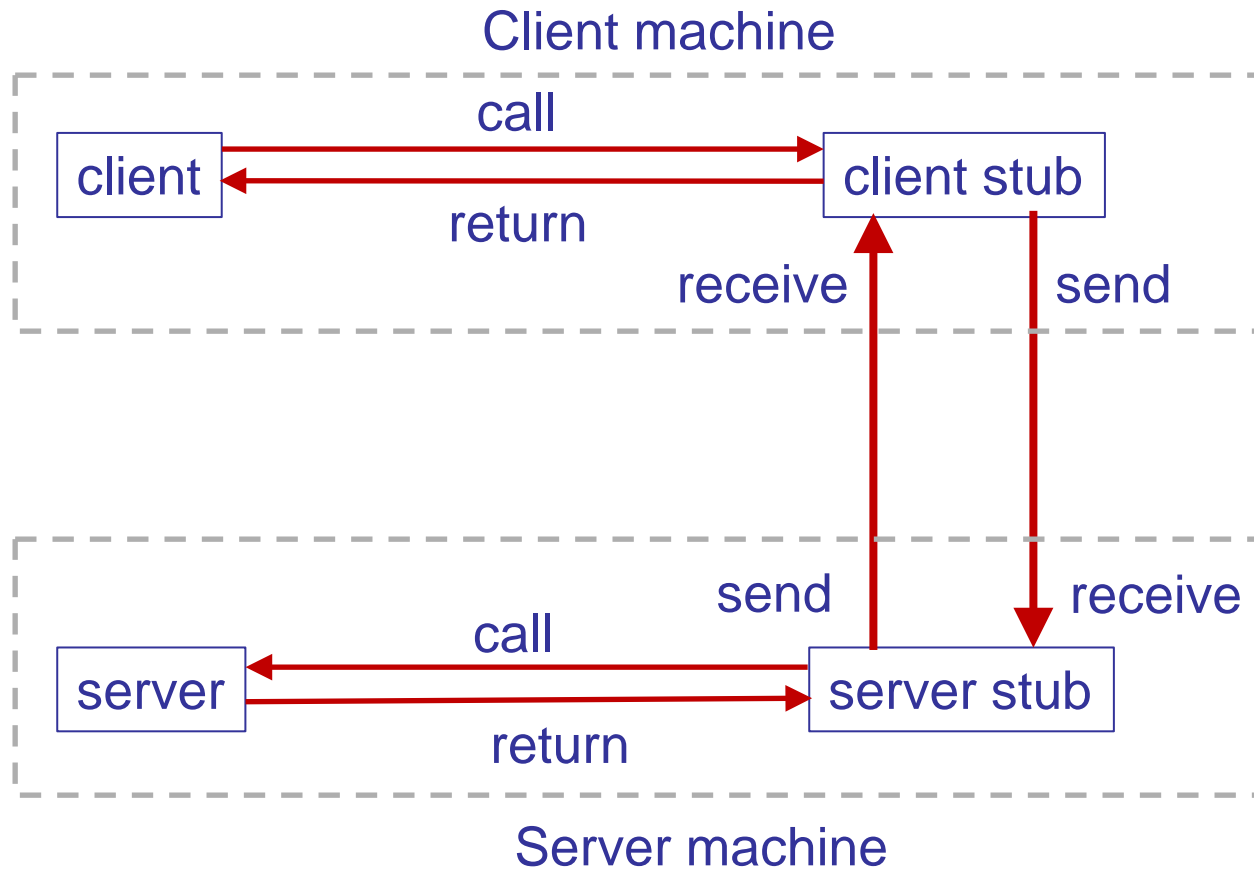 Client machine
call
client
client stub
return
receive
send
send
receive
call
server
server stub
return
Server machine